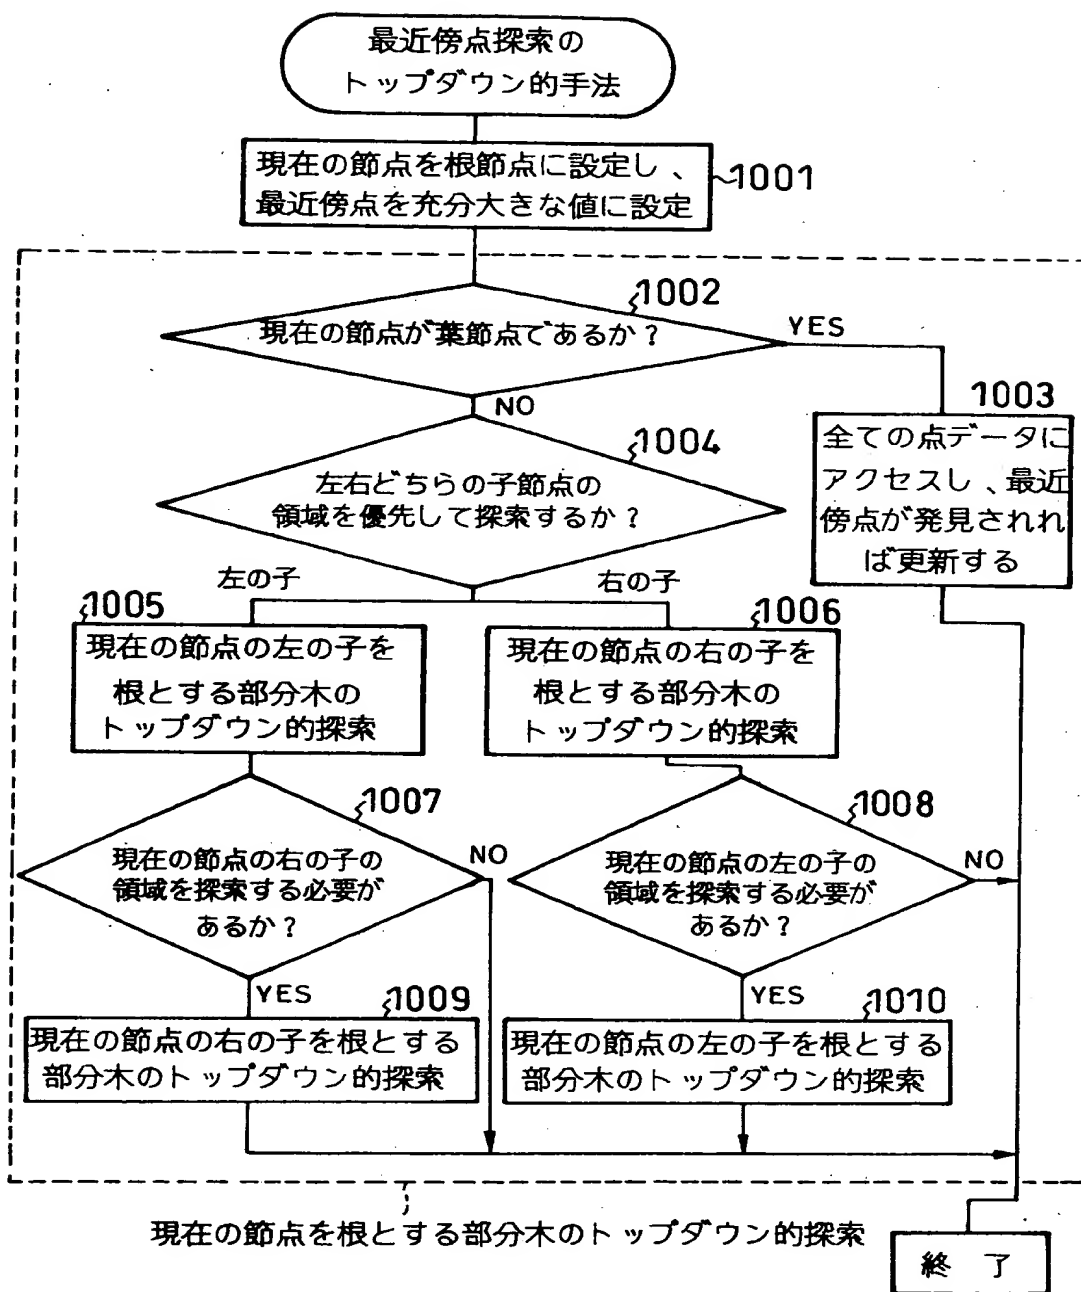 最近傍点探索の
トップダウン的手法
現在の節点を根節点に設定し、
最近傍点を充分大きな値に設定
1001
1002
現在の節点が葉節点であるか？
YES
NO
1003
全ての点データに
アクセスし、最近
傍点が発見されれ
ば更新する
1004
左右どちらの子節点の
領域を優先して探索するか？
左の子
右の子
1005
現在の節点の左の子を
根とする部分木の
トップダウン的探索
1006
現在の節点の右の子を
根とする部分木の
トップダウン的探索
1007
現在の節点の右の子の
領域を探索する必要が
あるか？
NO
YES
1008
現在の節点の左の子の
領域を探索する必要が
あるか？
NO
YES
1009
現在の節点の右の子を根とする
部分木のトップダウン的探索
1010
現在の節点の左の子を根とする
部分木のトップダウン的探索
現在の節点を根とする部分木のトップダウン的探索
終 了